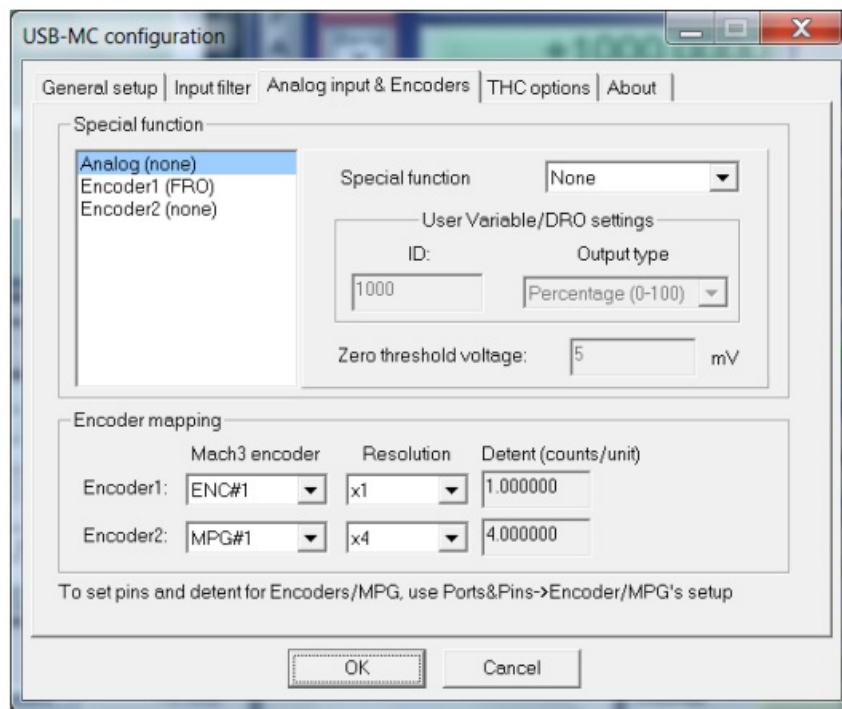 +1000.0000
USB-MC configuration
General setup
Input filter
Analog input & Encoders
THC options
About
Special function
Analog (none)
Encoder1 (FRO)
Encoder2 (none)
Special function
None
User Variable/DRO settings
ID:
Output type
1000
Percentage (0-100)
Zero threshold voltage:
5
mV
Encoder mapping
Mach3 encoder
Resolution
Detent (counts/unit)
Encoder1:
ENC#1
x1
1.000000
Encoder2:
MPG#1
x4
4.000000
To set pins and detent for Encoders/MPG, use Ports&Pins->Encoder/MPG's setup
OK
Cancel